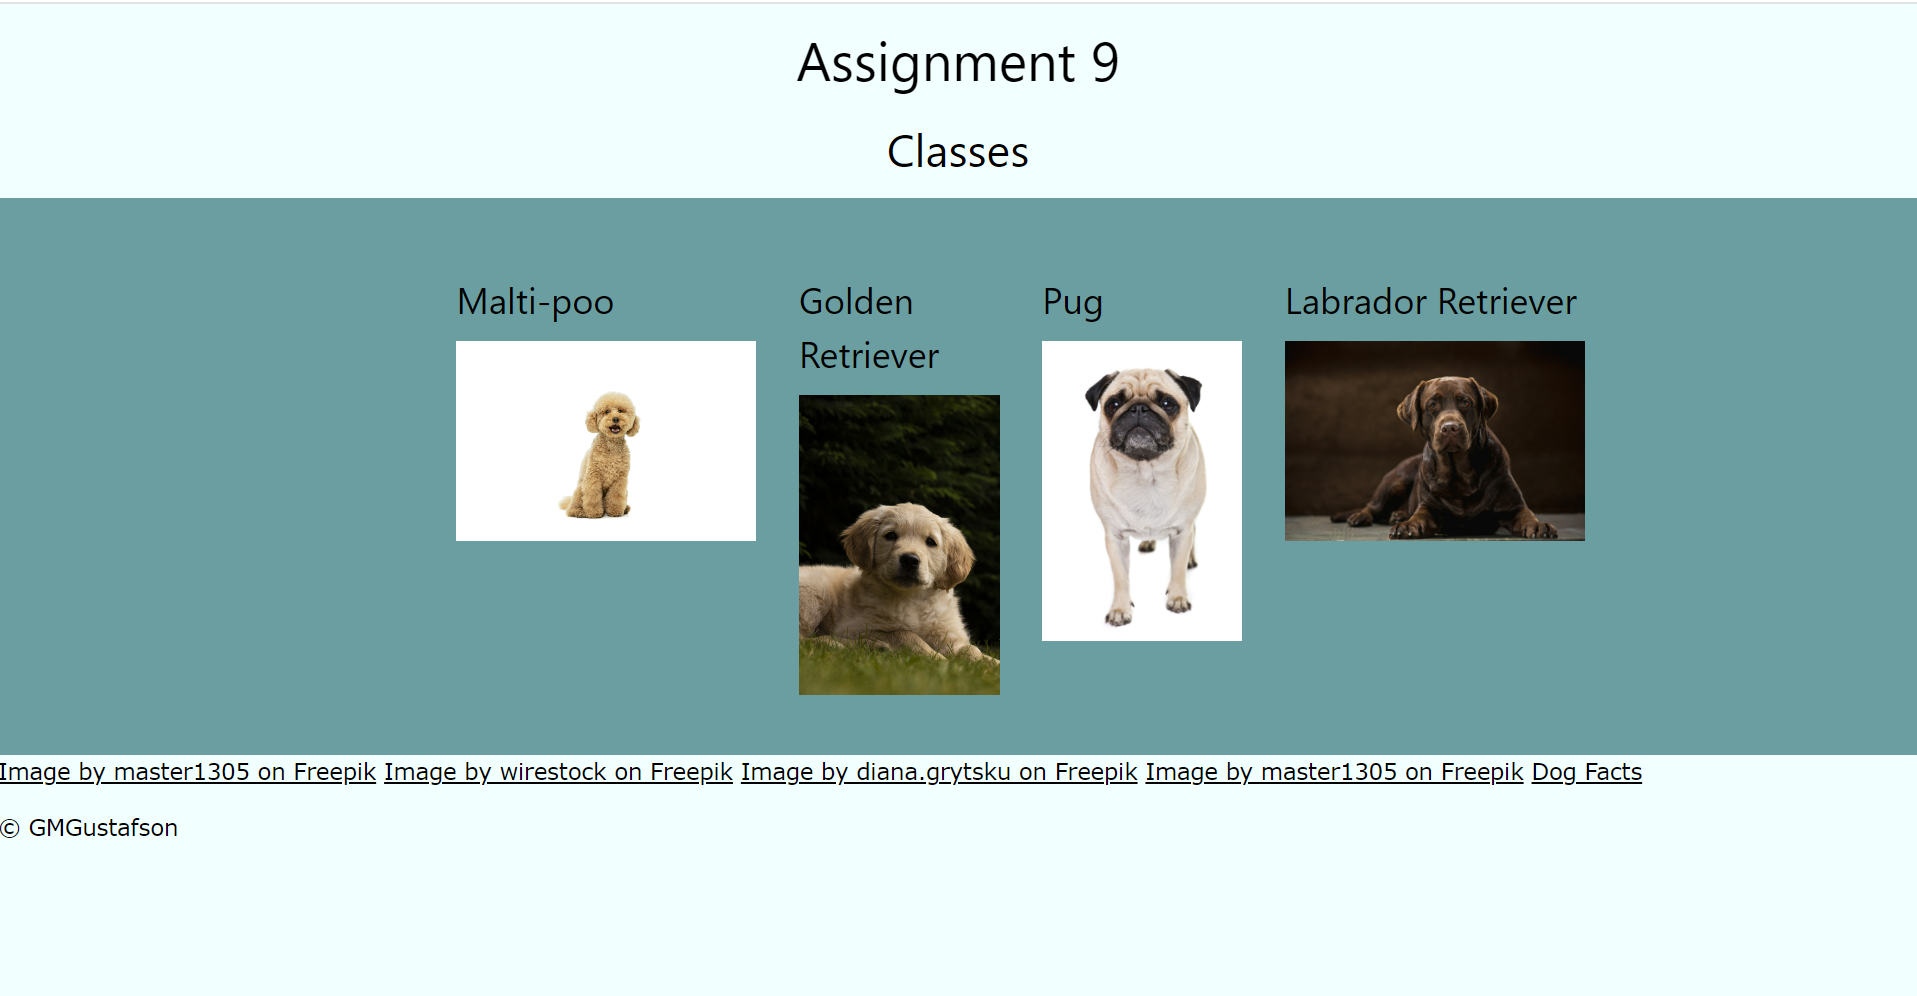 Assignment 9
Classes
Malti-poo
Golden
Retriever
Pug
Labrador Retriever
Image by master1305 on Freepik Image by wirestock on Freepik Image by diana.grytsku on Freepik Image by master1305 on Freepik Dog Facts
© GMGustafson